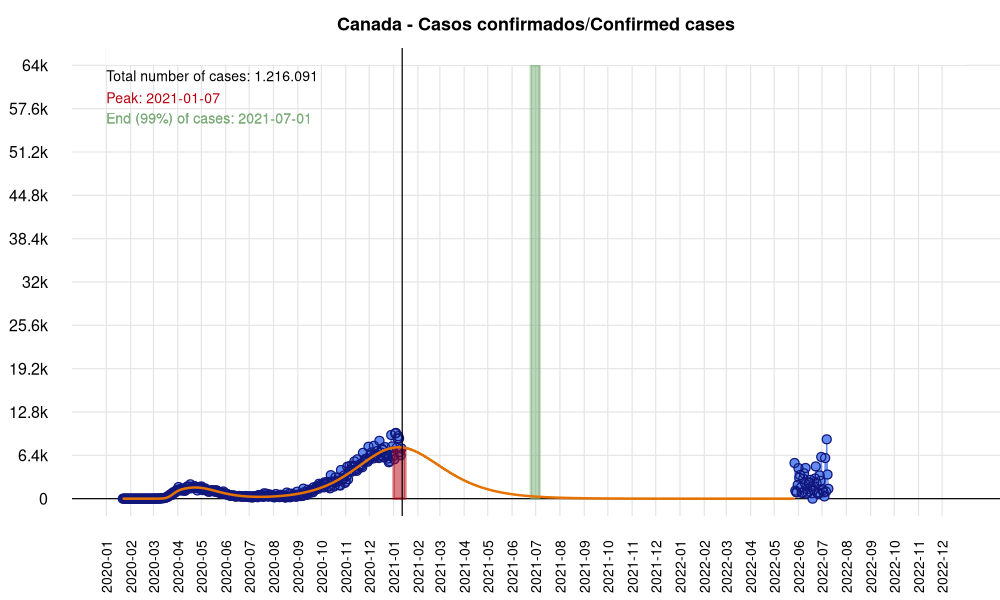 Canada - Casos confirmados/Confirmed cases
64k
57.6k
51.2k
44.8k
38.4k
32k
25.6k
19.2k
12.8k
6.4k
0
Total number of cases: 1.216.091
Peak: 2021-01-07
End (99%) of cases: 2021-07-01
2020-01
2020-02
2020-03
2020-04
2020-05
2020-06
2020-07
2020-08
2020-09
2020-10
2020-11
2020-12
2021-01
2021-02
2021-03
2021-04
2021-05
2021-06
2021-07
2021-08
2021-09
2021-10
2021-11
2021-12
2022-01
2022-02
2022-03
2022-04
2022-05
2022-06
2022-07
2022-08
2022-09
2022-10
2022-11
2022-12